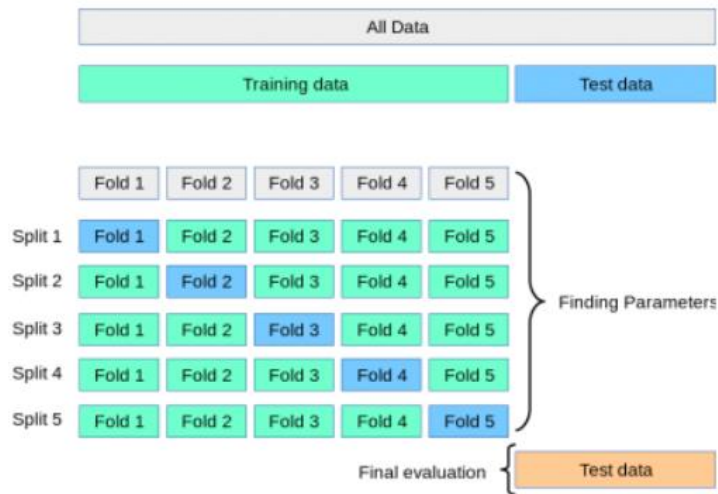 All Data
Training data Test data
Fold 1 Fold 2 Fold 3 Fold 4 Fold 5
Split 1 Fold 1 Fold 2 Fold 3 Fold 4 Fold 5
Split 2 Fold 1 Fold 2 Fold 3 Fold 4 Fold 5
Finding Parameters
Split 3 Fold 1 Fold 2 Fold 3 Fold 4 Fold 5
Split 4 Fold 1 Fold 2 Fold 3 Fold 4 Fold 5
Split 5 Fold 1 Fold 2 Fold 3 Fold 4 Fold 5
Final evaluation Test data